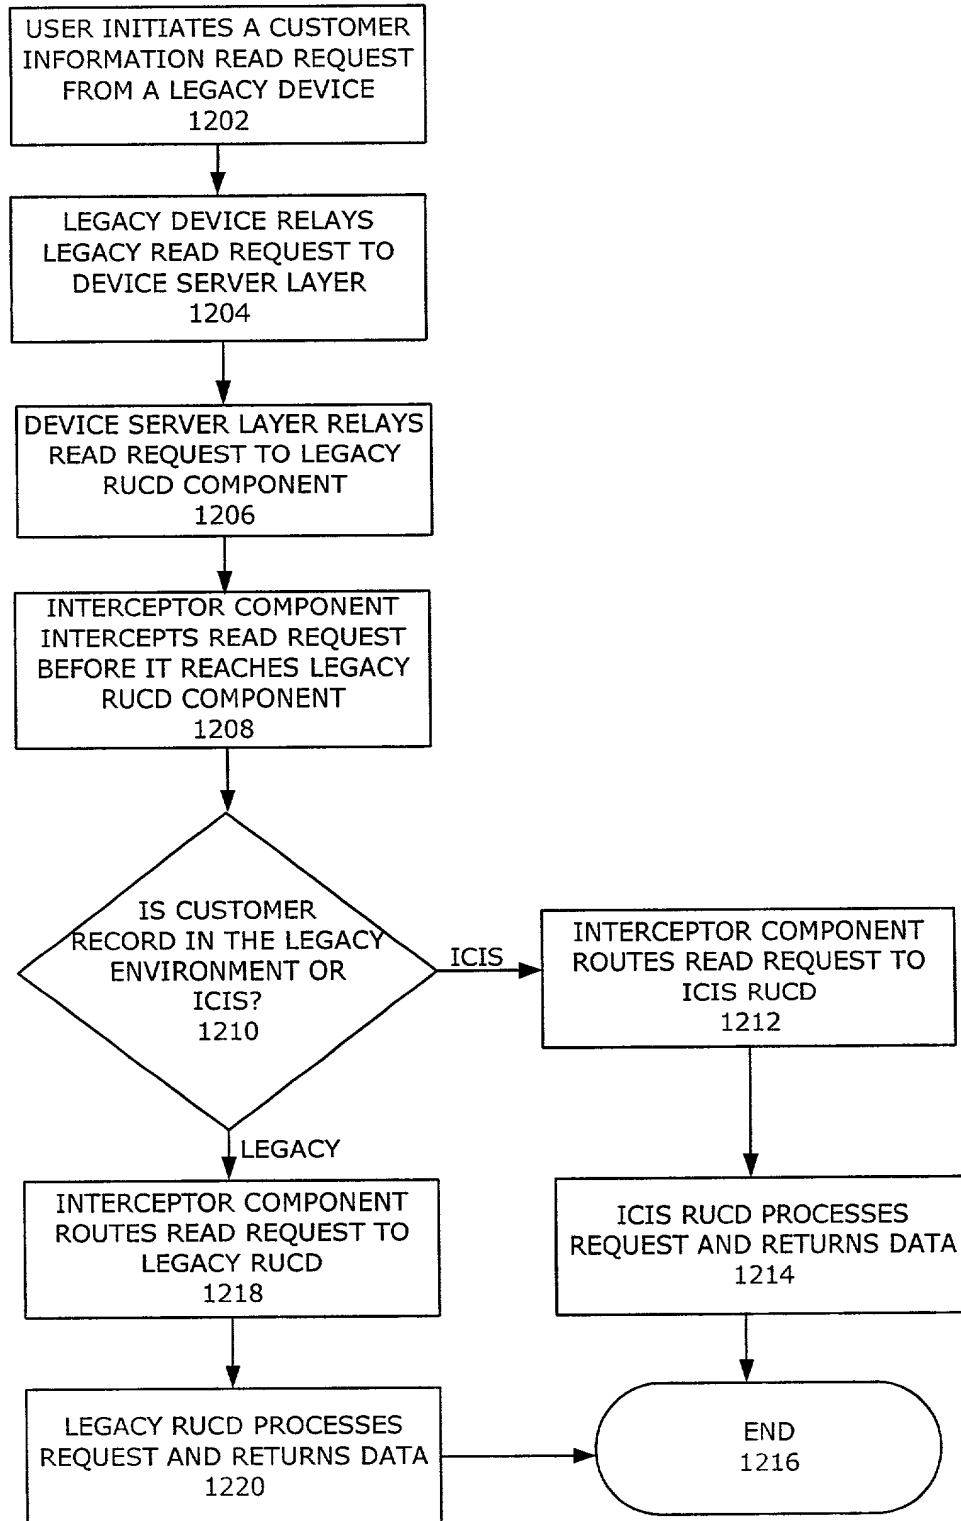 USER INITIATES A CUSTOMER
INFORMATION READ REQUEST
FROM A LEGACY DEVICE
1202
LEGACY DEVICE RELAYS
LEGACY READ REQUEST TO
DEVICE SERVER LAYER
1204
DEVICE SERVER LAYER RELAYS
READ REQUEST TO LEGACY
RUCD COMPONENT
1206
INTERCEPTOR COMPONENT
INTERCEPTS READ REQUEST
BEFORE IT REACHES LEGACY
RUCD COMPONENT
1208
IS CUSTOMER
RECORD IN THE LEGACY
ENVIRONMENT OR
ICIS?
1210
ICIS
INTERCEPTOR COMPONENT
ROUTES READ REQUEST TO
ICIS RUCD
1212
LEGACY
INTERCEPTOR COMPONENT
ROUTES READ REQUEST TO
LEGACY RUCD
1218
ICIS RUCD PROCESSES
REQUEST AND RETURNS DATA
1214
LEGACY RUCD PROCESSES
REQUEST AND RETURNS DATA
1220
END
1216